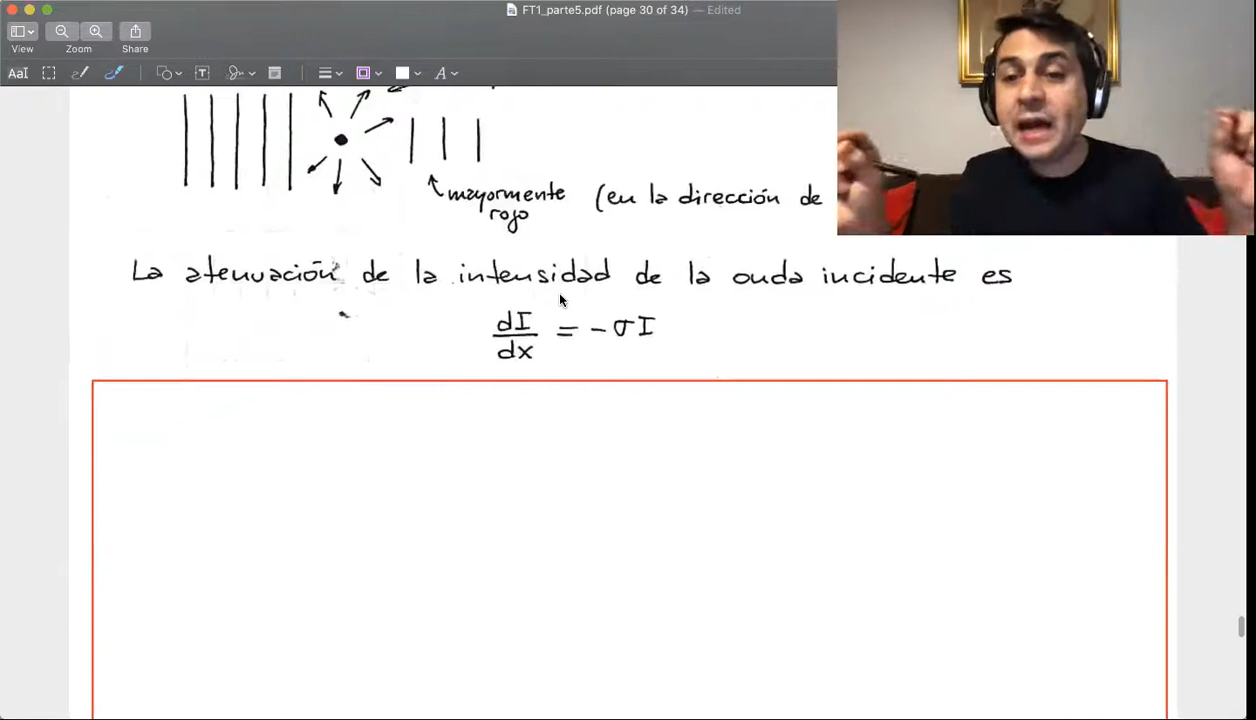 FT1_parte5.pdf (page 30 of 34) — Edited
View Zoom Share
AaI T A
mayormente (en la dirección de
rojo
La atenuación de la intensidad de la onda incidente es
dI/dx = -σI